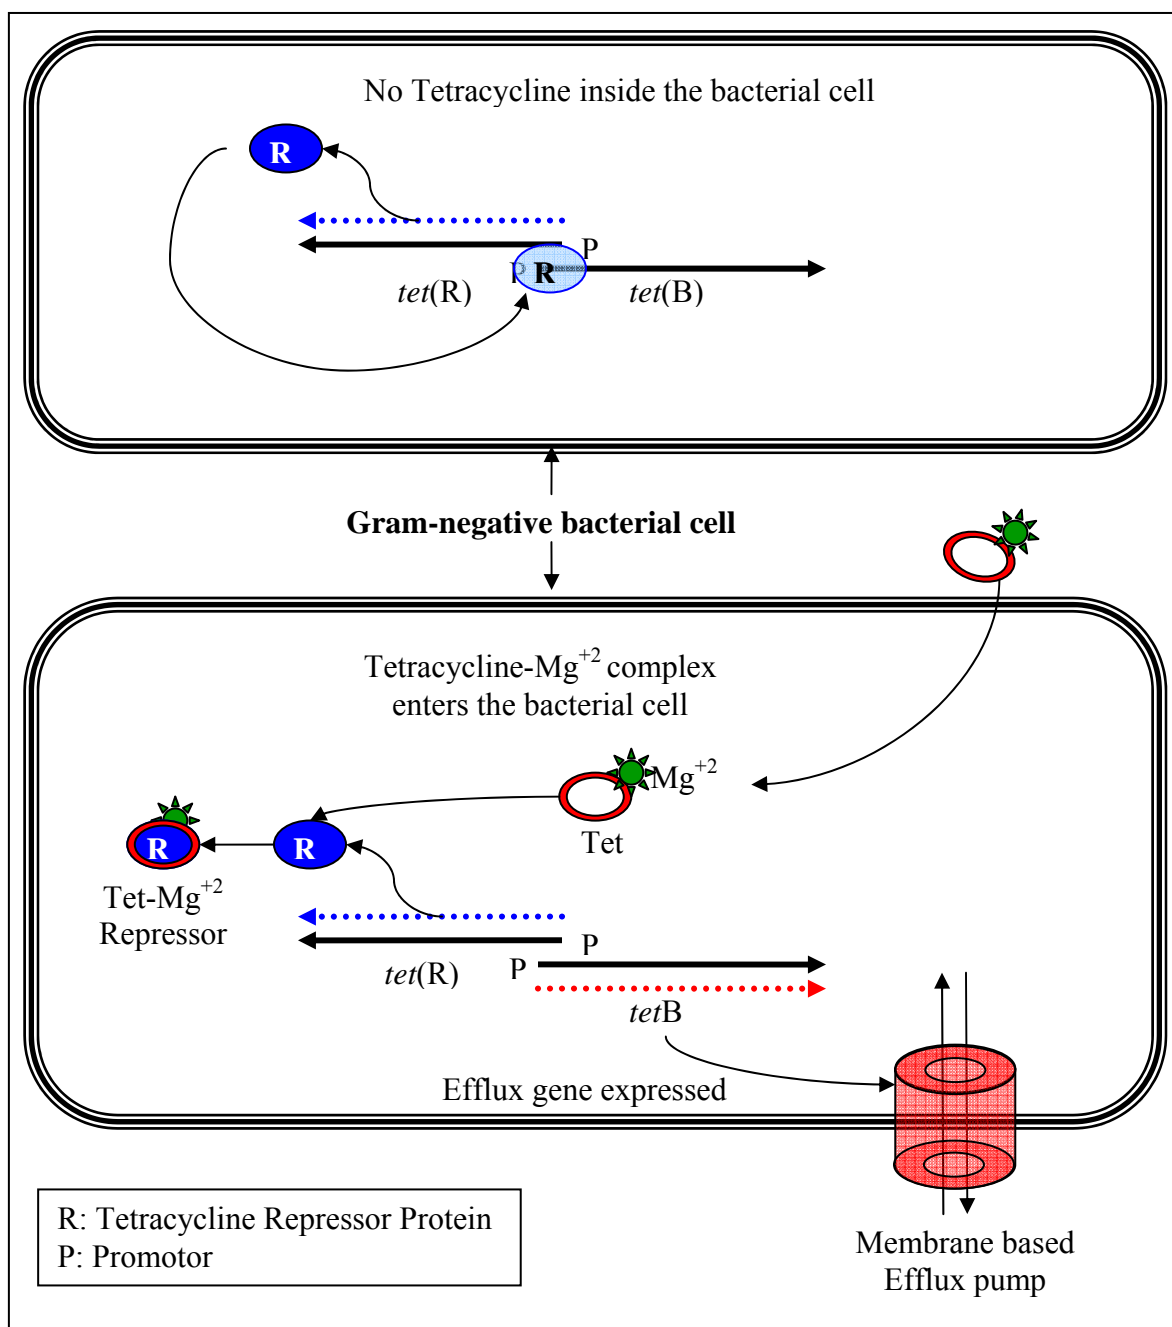 No Tetracycline inside the bacterial cell
R
P
P R
tet(R)
tet(B)
Gram-negative bacterial cell
Tetracycline-Mg+2 complex
enters the bacterial cell
Mg+2
Tet
R
R
Tet-Mg+2
Repressor
P
tet(R)
P
tetB
Efflux gene expressed
R: Tetracycline Repressor Protein
P: Promotor
Membrane based
Efflux pump